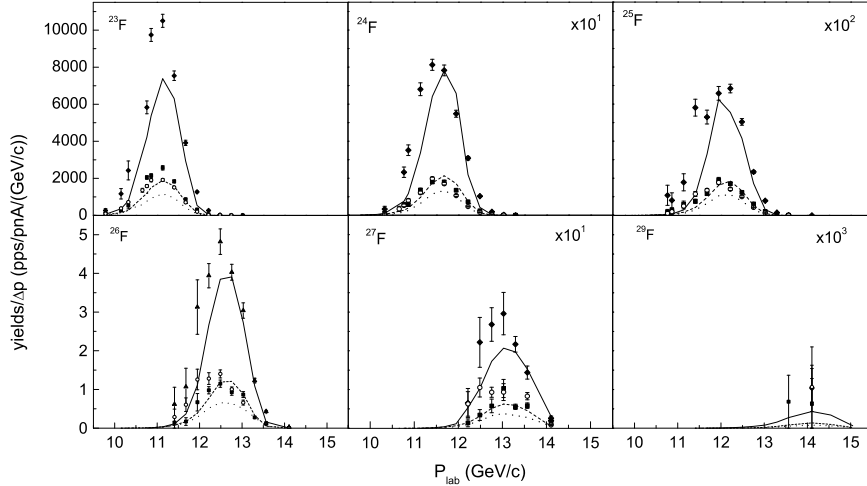 ²³F
²⁴F
x10¹
²⁵F
x10²
10000
8000
6000
4000
2000
0
²⁶F
²⁷F
x10¹
²⁹F
x10³
5
4
3
2
1
0
yields/Δp (pps/pnA/(GeV/c))
10 11 12 13 14 15
10 11 12 13 14 15
10 11 12 13 14 15
P_lab (GeV/c)